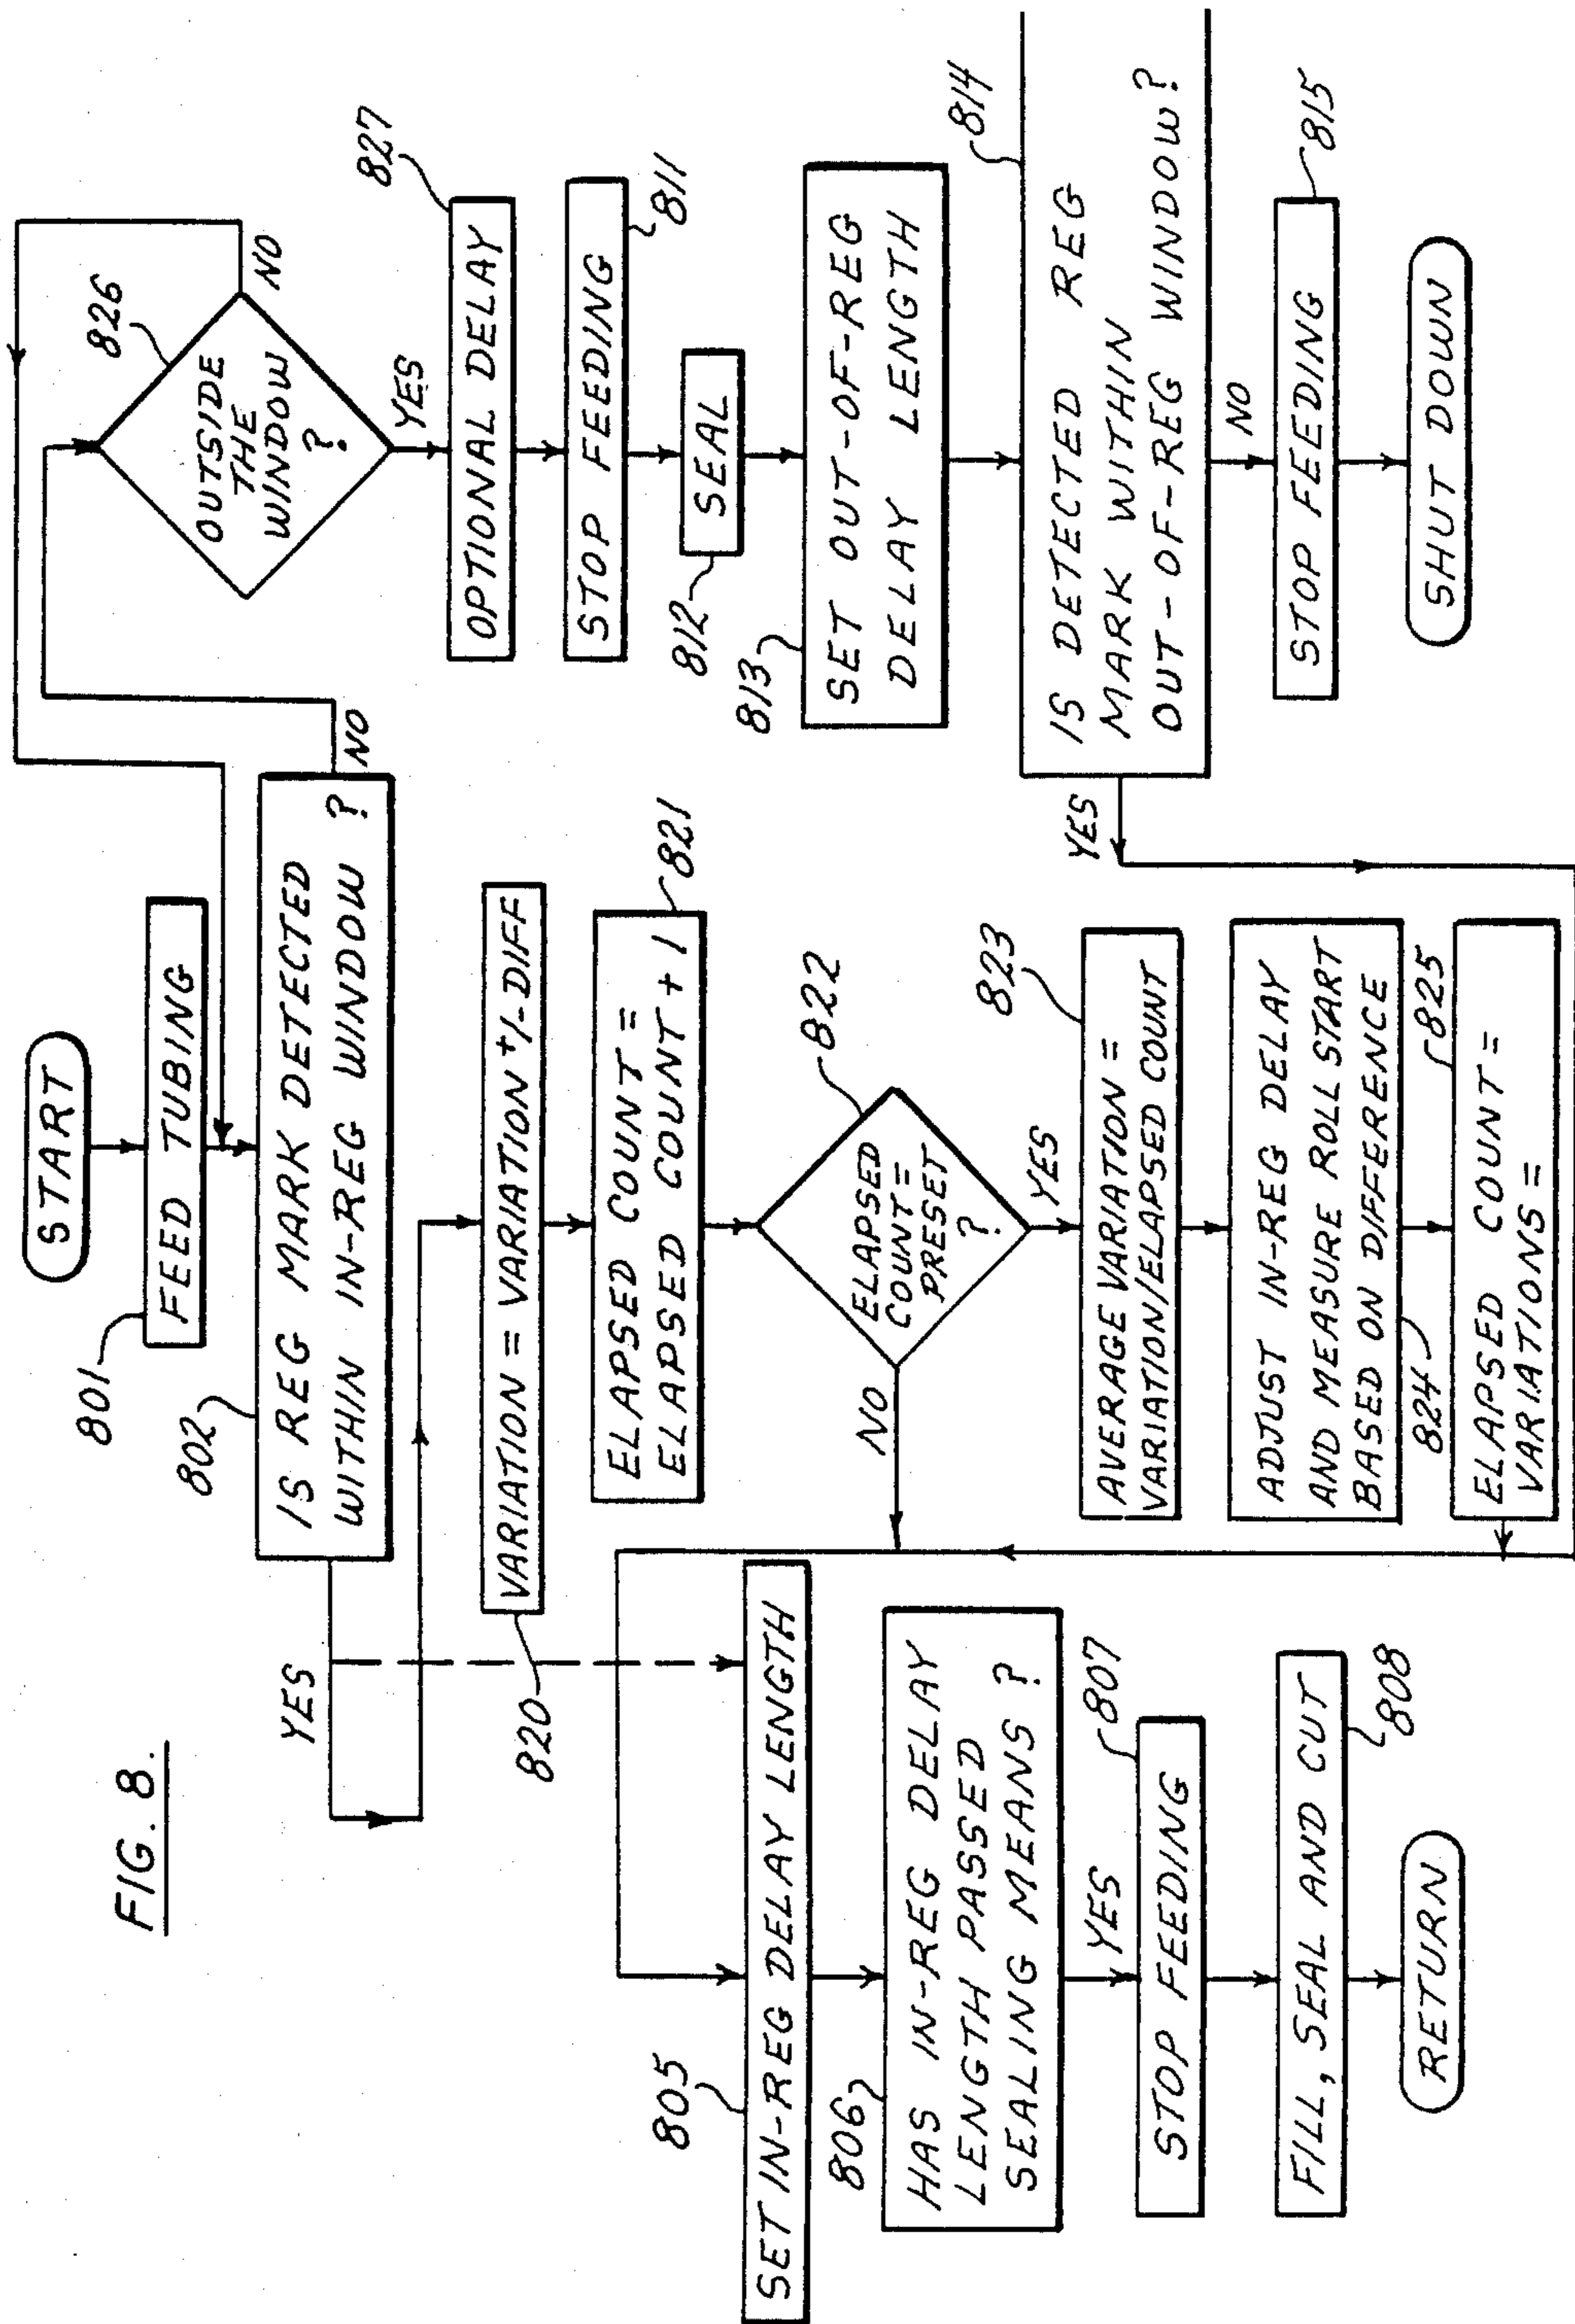 FIG. 8.
START
801
FEED TUBING
802
IS REG MARK DETECTED
WITHIN IN-REG WINDOW ?
YES
NO
826
OUTSIDE
THE
WINDOW
?
NO
YES
827
OPTIONAL DELAY
STOP FEEDING
811
812
SEAL
813
SET OUT-OF-REG
DELAY LENGTH
814
IS DETECTED REG
MARK WITHIN
OUT-OF-REG WINDOW?
YES
NO
STOP FEEDING
815
SHUT DOWN
820
VARIATION = VARIATION +/-DIFF
821
ELAPSED COUNT =
ELAPSED COUNT + 1
822
ELAPSED
COUNT =
PRESET
?
NO
YES
823
AVERAGE VARIATION =
VARIATION/ELAPSED COUNT
ADJUST IN-REG DELAY
AND MEASURE ROLL START
BASED ON DIFFERENCE
824
825
ELAPSED COUNT =
VARIATIONS =
805
SET IN-REG DELAY LENGTH
806
HAS IN-REG DELAY
LENGTH PASSED
SEALING MEANS ?
YES
807
STOP FEEDING
FILL, SEAL AND CUT
808
RETURN